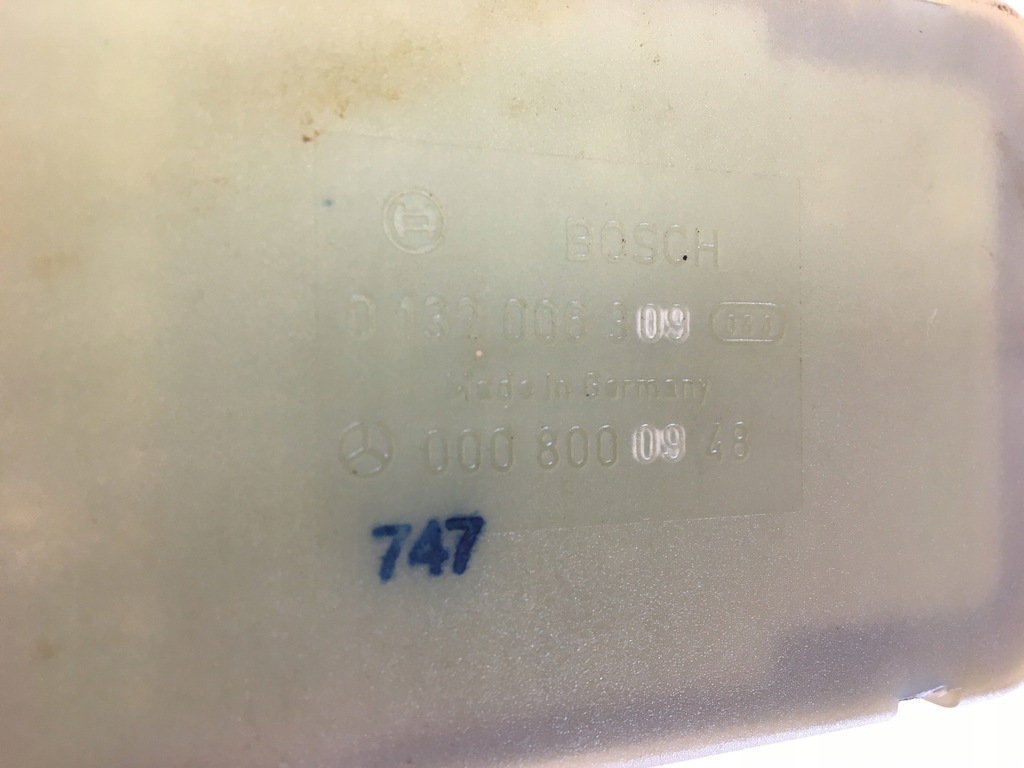 BOSCH
0 132 006 309
Made in Germany
000 800 09 48
747